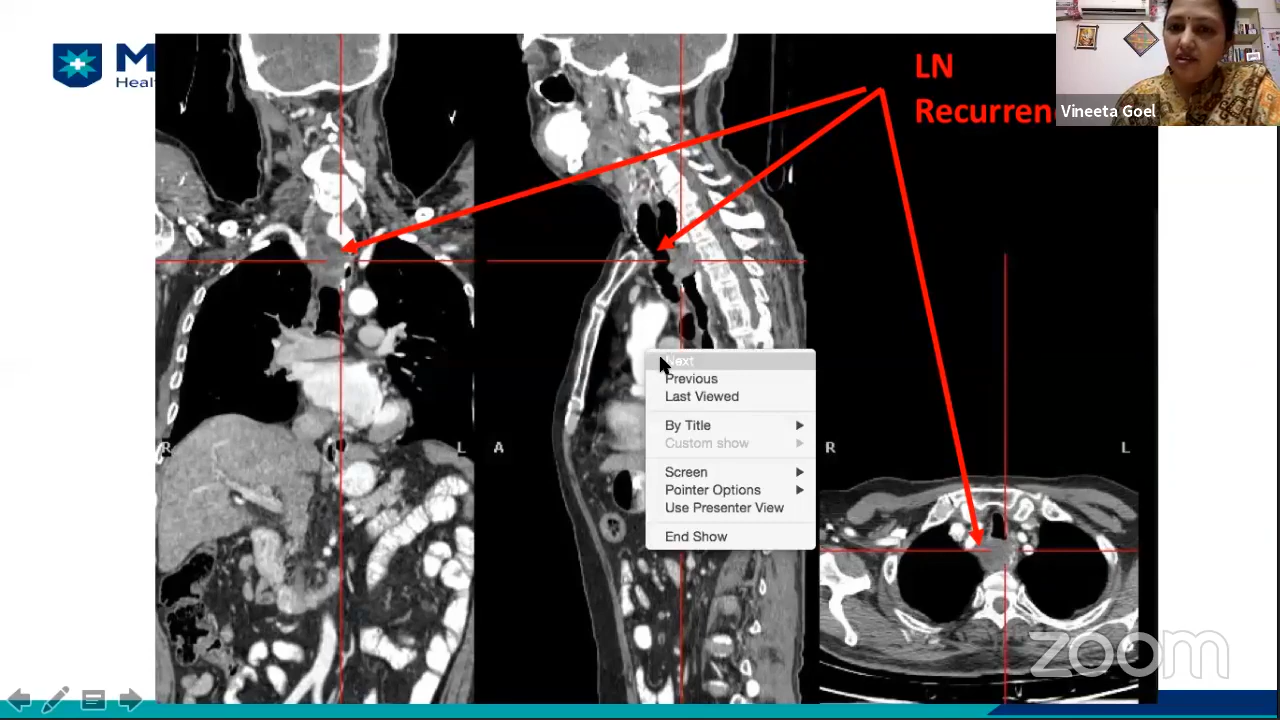 M
Heal
LN
Recurren
Vineeta Goel
R
L
A
R
L
Next
Previous
Last Viewed
By Title
Custom show
Screen
Pointer Options
Use Presenter View
End Show
zoom